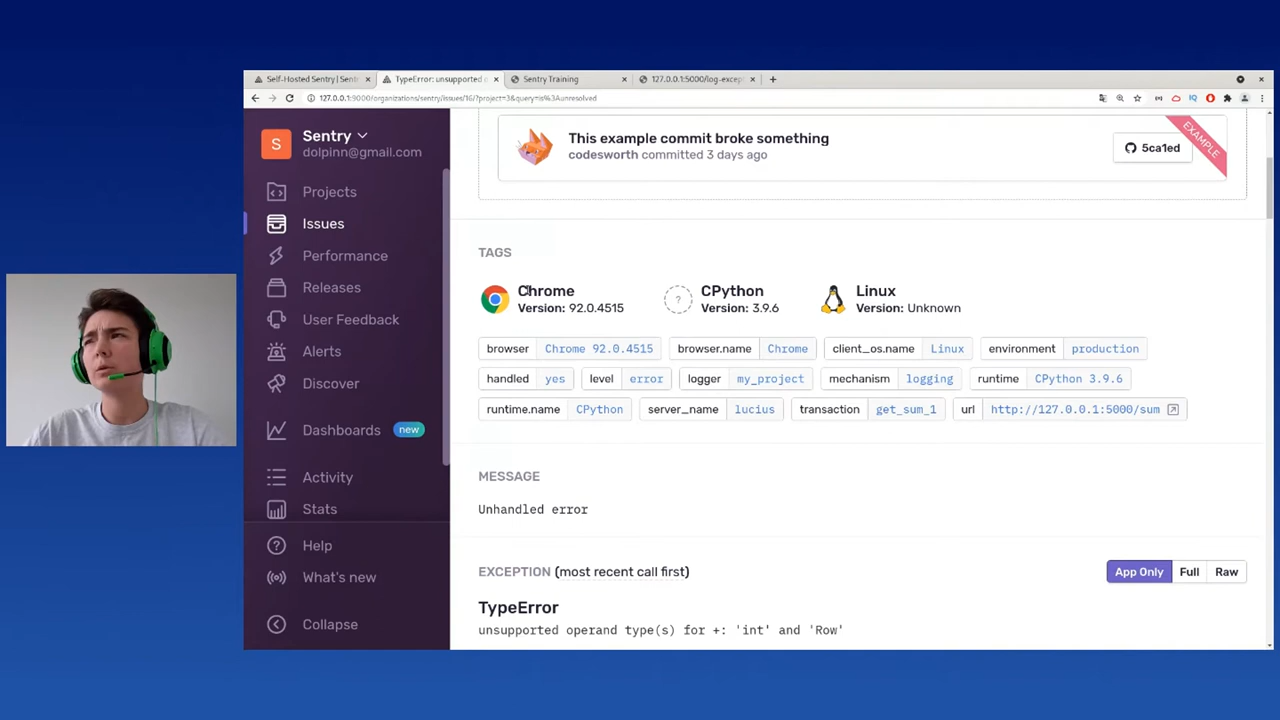 Self-Hosted Sentry | Sentr
TypeError: unsupported o
Sentry Training
127.0.0.1:5000/log-except
127.0.0.1:9000/organizations/sentry/issues/16/?project=3&query=is%3Aunresolved
S
Sentry
dolpinn@gmail.com
Projects
Issues
Performance
Releases
User Feedback
Alerts
Discover
Dashboards new
Activity
Stats
Help
What's new
Collapse
This example commit broke something
codesworth committed 3 days ago
5ca1ed
EXAMPLE
TAGS
Chrome
Version: 92.0.4515
?
CPython
Version: 3.9.6
Linux
Version: Unknown
browser Chrome 92.0.4515 browser.name Chrome client_os.name Linux environment production
handled yes level error logger my_project mechanism logging runtime CPython 3.9.6
runtime.name CPython server_name lucius transaction get_sum_1 url http://127.0.0.1:5000/sum
MESSAGE
Unhandled error
EXCEPTION (most recent call first)
App Only Full Raw
TypeError
unsupported operand type(s) for +: 'int' and 'Row'